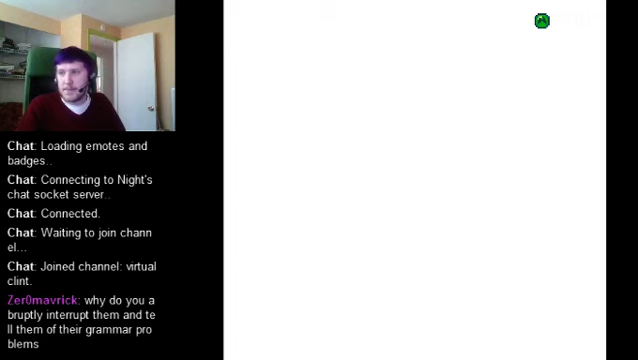 Chat: Loading emotes and
badges..
Chat: Connecting to Night's
chat socket server..
Chat: Connected.
Chat: Waiting to join chann
el...
Chat: Joined channel: virtual
clint.
Zer0mavrick: why do you a
bruptly interrupt them and te
ll them of their grammar pro
blems